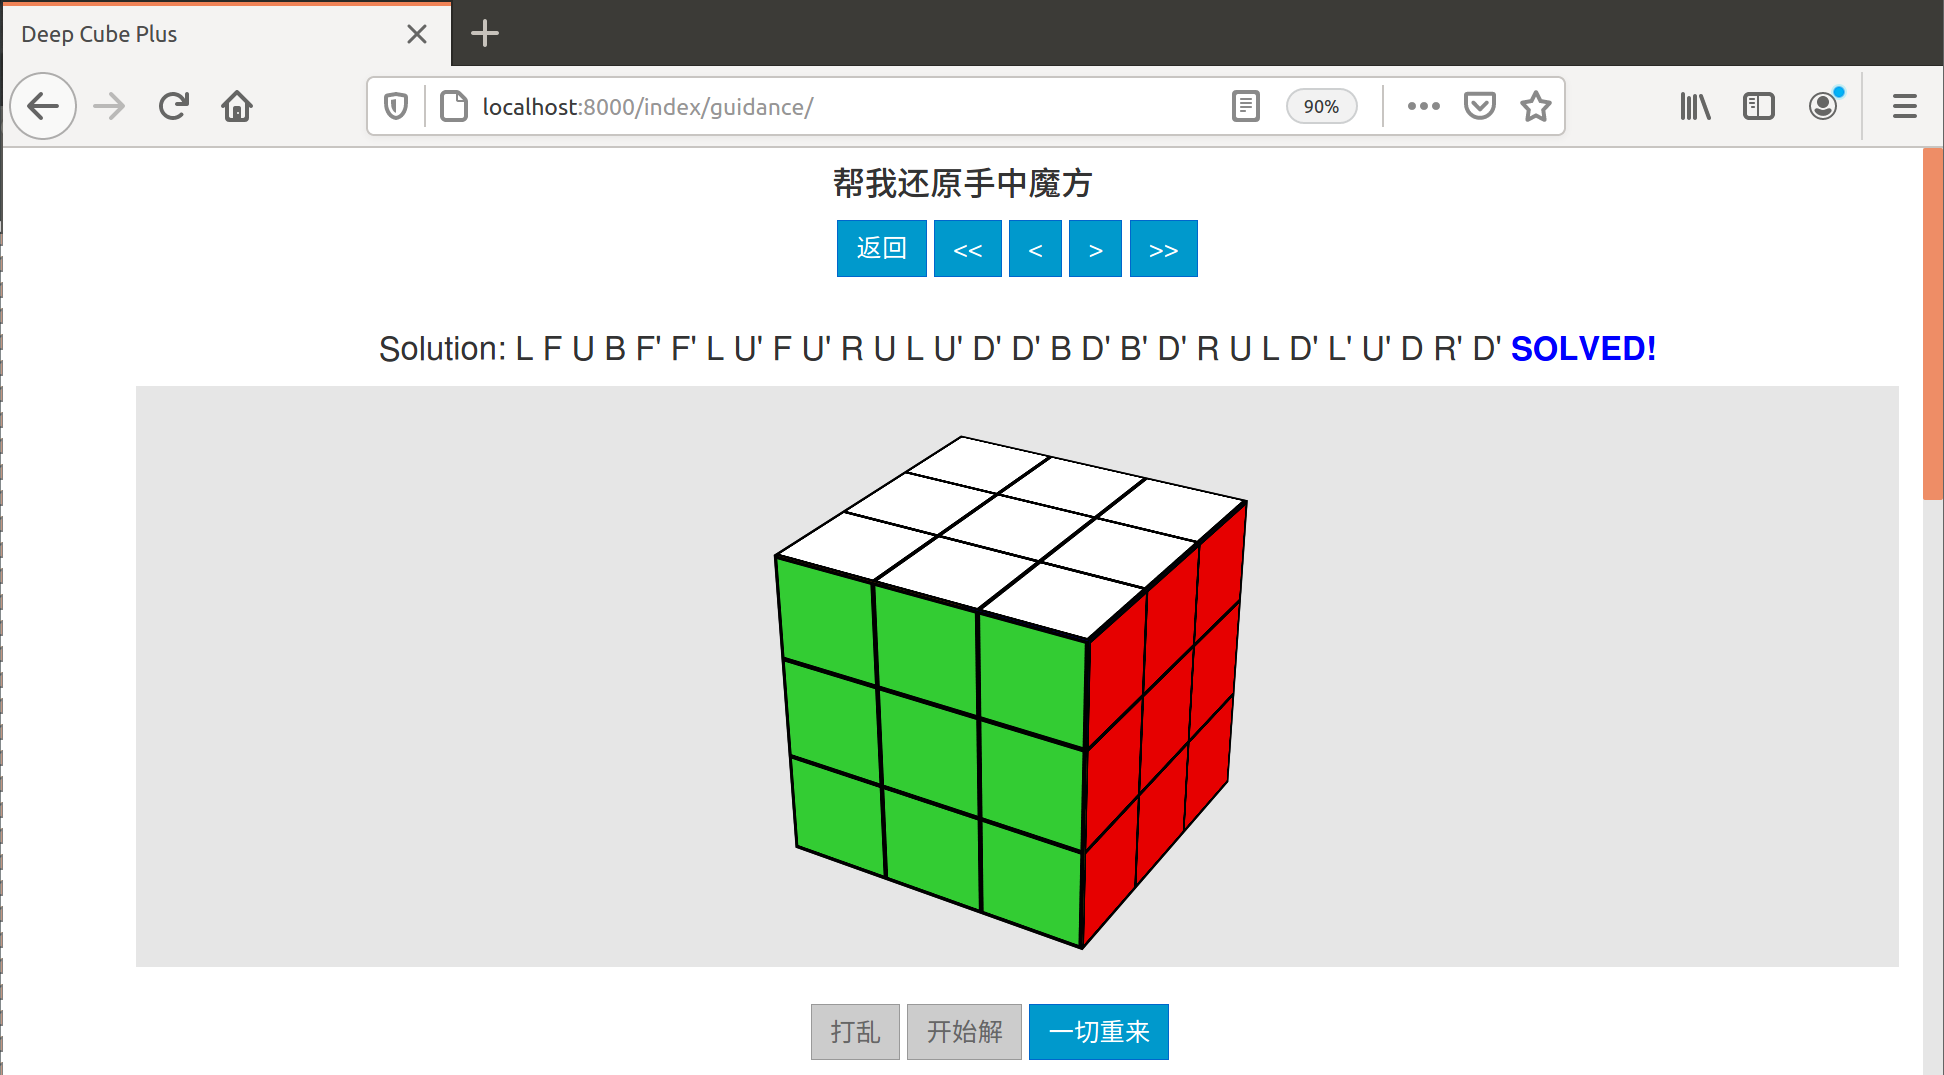 Deep Cube Plus
localhost:8000/index/guidance/
90%
帮我还原手中魔方
返回 << < > >>
Solution: L F U B F' F' L U' F U' R U L U' D' D' B D' B' D' R U L D' L' U' D R' D' SOLVED!
打乱 开始解 一切重来